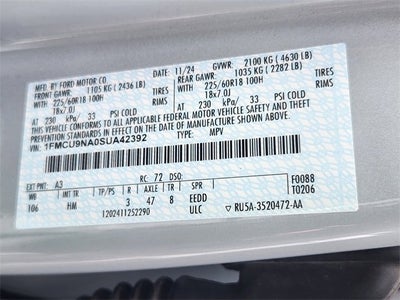 MFD. BY FORD MOTOR CO. 11/24 GVWR: 2100 KG ( 4630 LB)
FRONT GAWR: 1105 KG ( 2436 LB) REAR GAWR: 1035 KG ( 2282 LB)
225/60R18 100H TIRES 225/60R18 100H TIRES
18x7.0J RIMS 18x7.0J RIMS
AT 230 kPa/ 33 PSI COLD AT 230 kPa/ 33 PSI COLD
THIS VEHICLE CONFORMS TO ALL APPLICABLE FEDERAL MOTOR VEHICLE SAFETY AND THEFT
PREVENTION STANDARDS IN EFFECT ON THE DATE OF MANUFACTURE SHOWN ABOVE.
VIN: 1FMCU9NA0SUA42392 TYPE: MPV
EXT PNT: A3 RC: 72 DSO:
WB INT TR TP/PS R AXLE TR SPR F0088
106 HM 3 47 8 EEDD T0206
1202411252290 ULC RU5A-3520472-AA